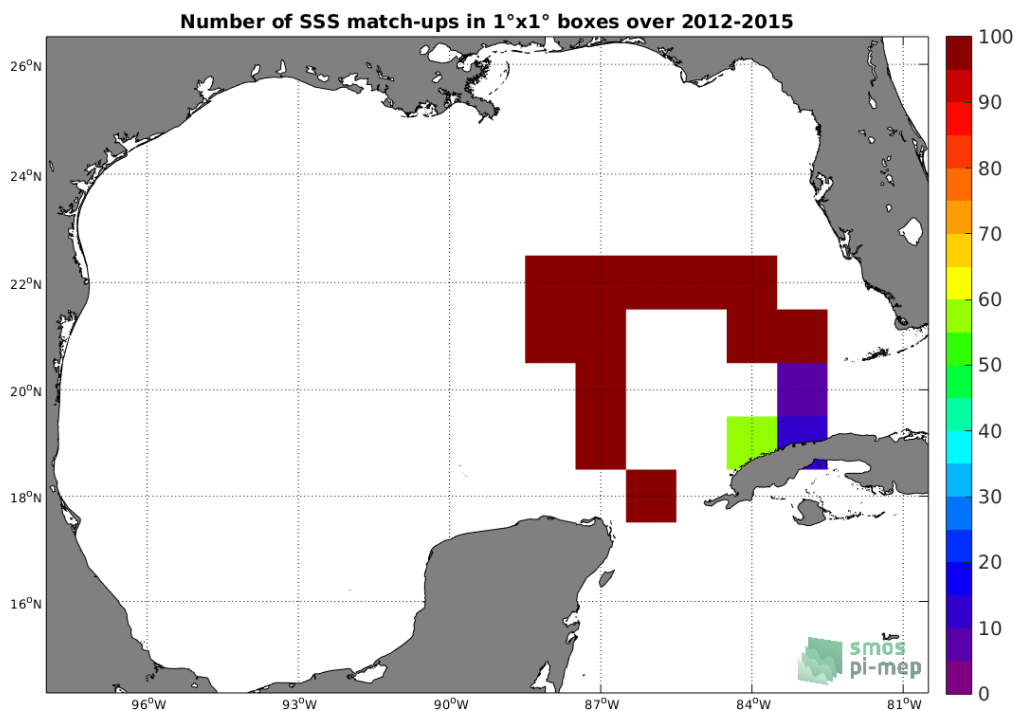 Number of SSS match-ups in 1°x1° boxes over 2012-2015
26°N
24°N
22°N
20°N
18°N
16°N
96°W
93°W
90°W
87°W
84°W
81°W
100
90
80
70
60
50
40
30
20
10
0
smos
pi-mep